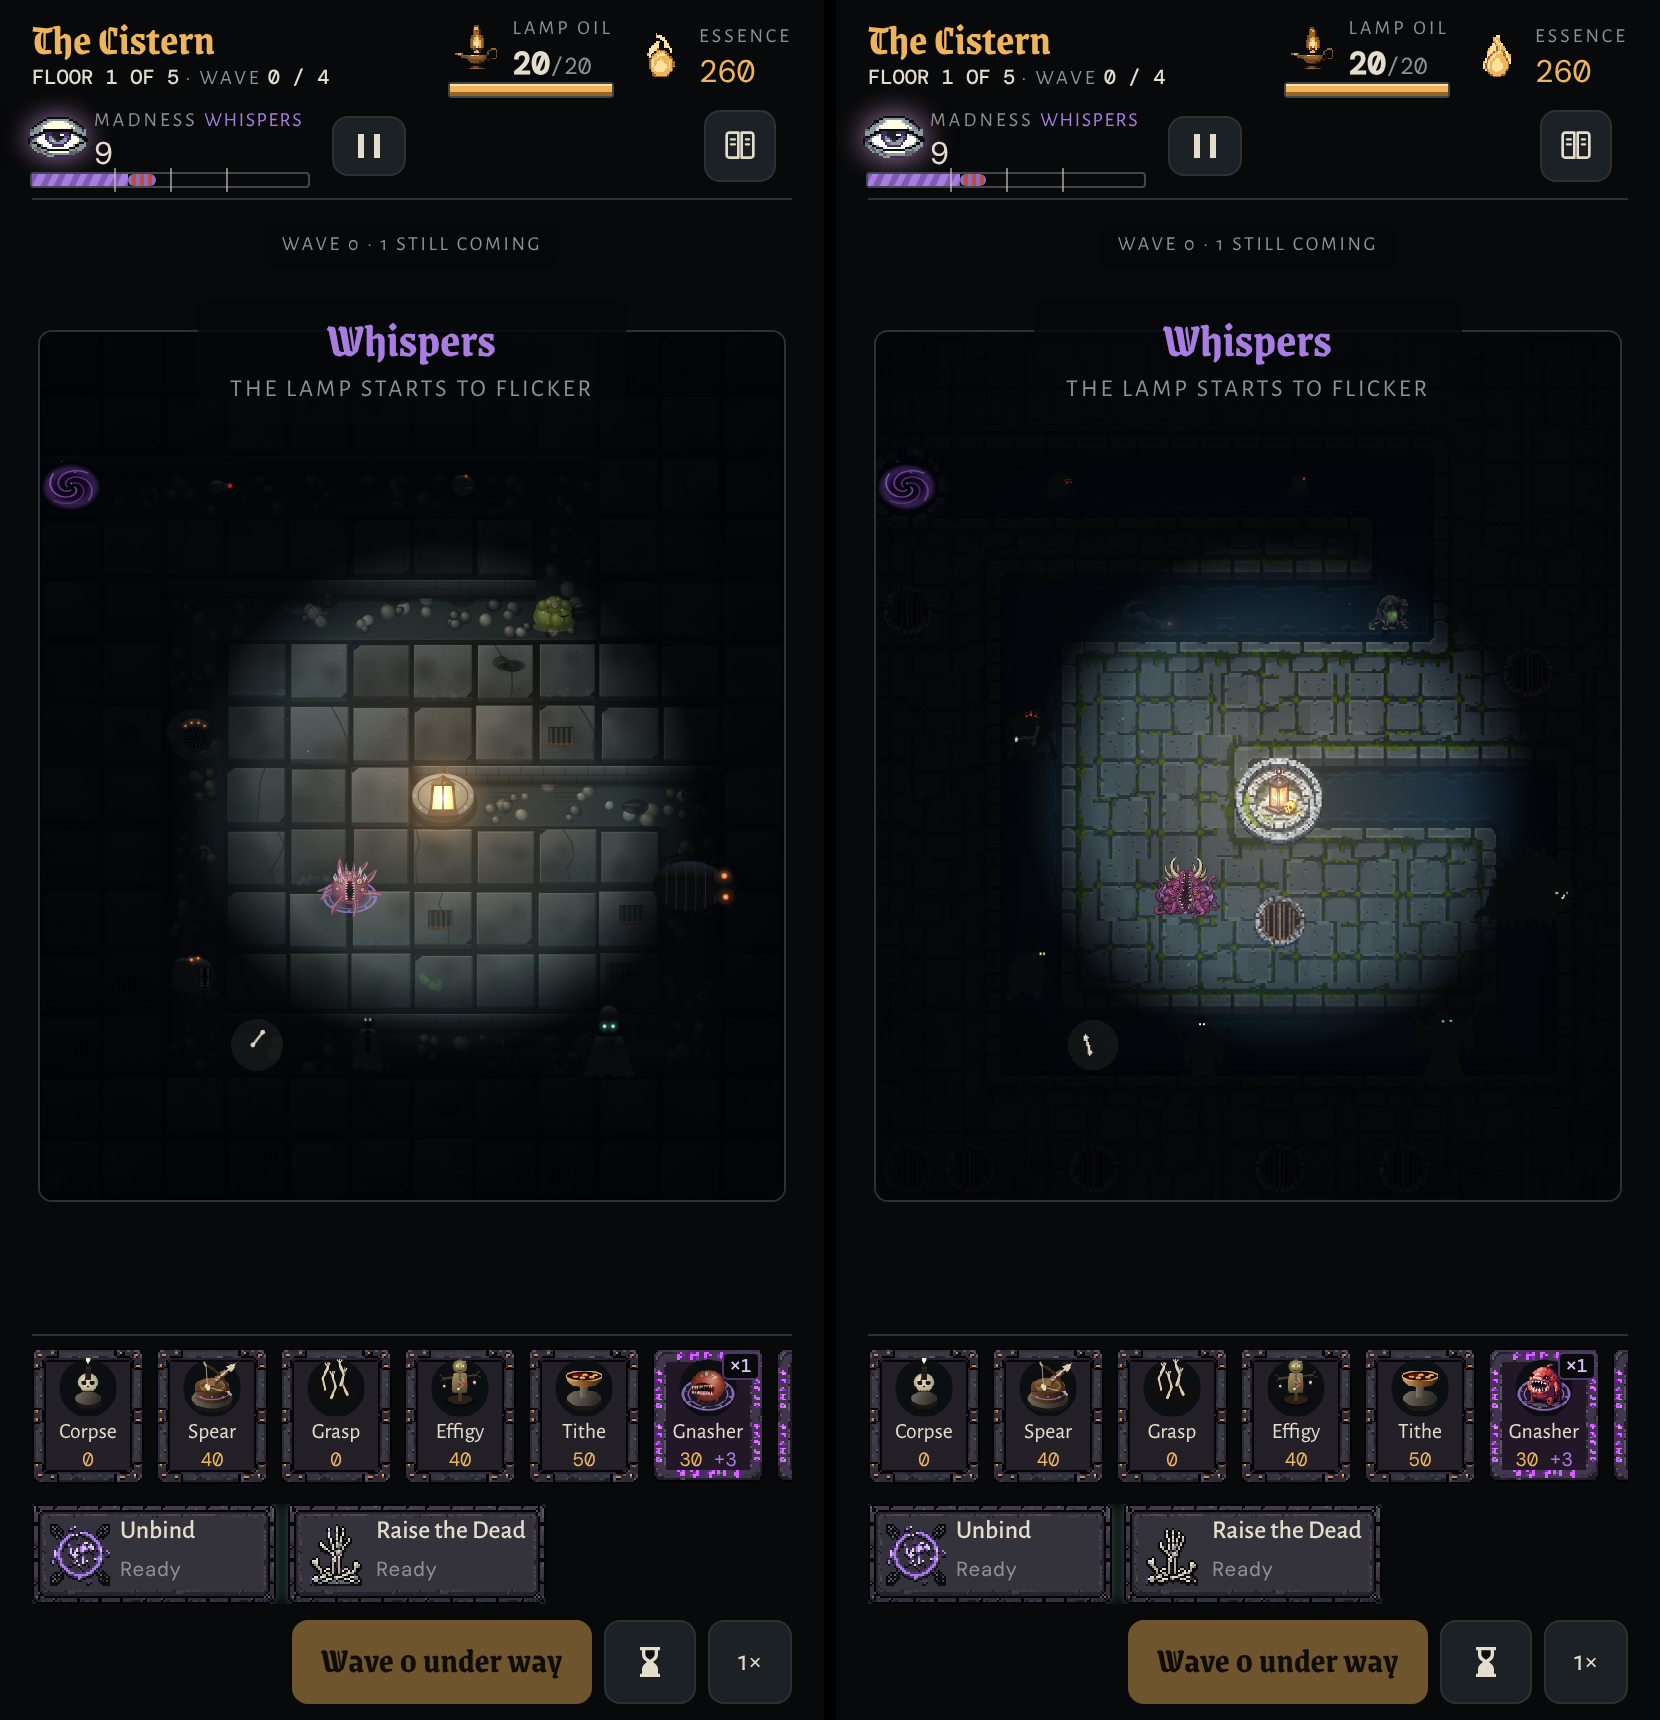 The Cistern
FLOOR 1 OF 5 · WAVE 0 / 4
LAMP OIL
20/20
ESSENCE
260
MADNESS WHISPERS
9
WAVE 0 · 1 STILL COMING
Whispers
THE LAMP STARTS TO FLICKER
Corpse
0
Spear
40
Grasp
0
Effigy
40
Tithe
50
×1
Gnasher
30 +3
Unbind
Ready
Raise the Dead
Ready
Wave 0 under way
1×
The Cistern
FLOOR 1 OF 5 · WAVE 0 / 4
LAMP OIL
20/20
ESSENCE
260
MADNESS WHISPERS
9
WAVE 0 · 1 STILL COMING
Whispers
THE LAMP STARTS TO FLICKER
Corpse
0
Spear
40
Grasp
0
Effigy
40
Tithe
50
×1
Gnasher
30 +3
Unbind
Ready
Raise the Dead
Ready
Wave 0 under way
1×